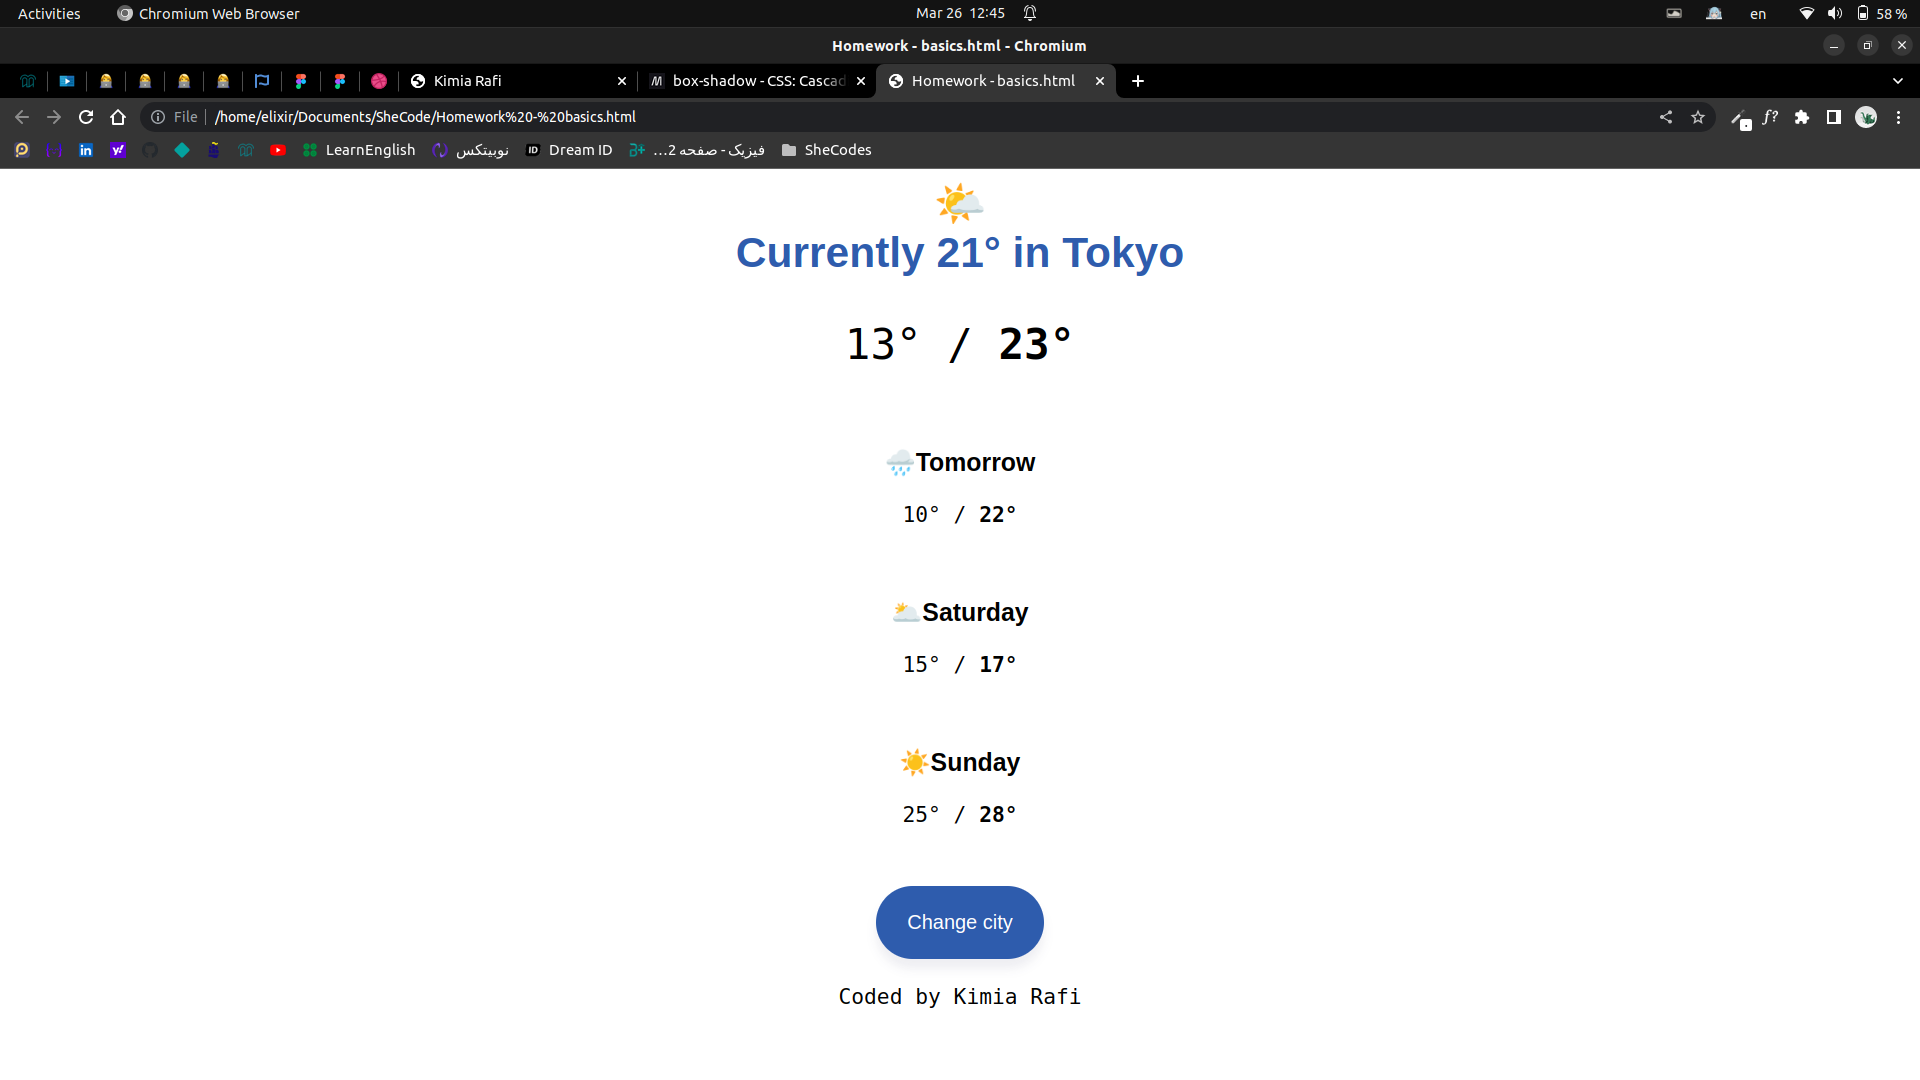 Activities
Chromium Web Browser
Mar 26 12:45
en
58 %
Homework - basics.html - Chromium
Kimia Rafi
box-shadow - CSS: Cascad
Homework - basics.html
File
/home/elixir/Documents/SheCode/Homework%20-%20basics.html
f?
in
y!
LearnEnglish
نوبیتکس
ID Dream ID
فیزیک - صفحه 2...
SheCodes
Currently 21° in Tokyo
13° / 23°
Tomorrow
10° / 22°
Saturday
15° / 17°
Sunday
25° / 28°
Change city
Coded by Kimia Rafi